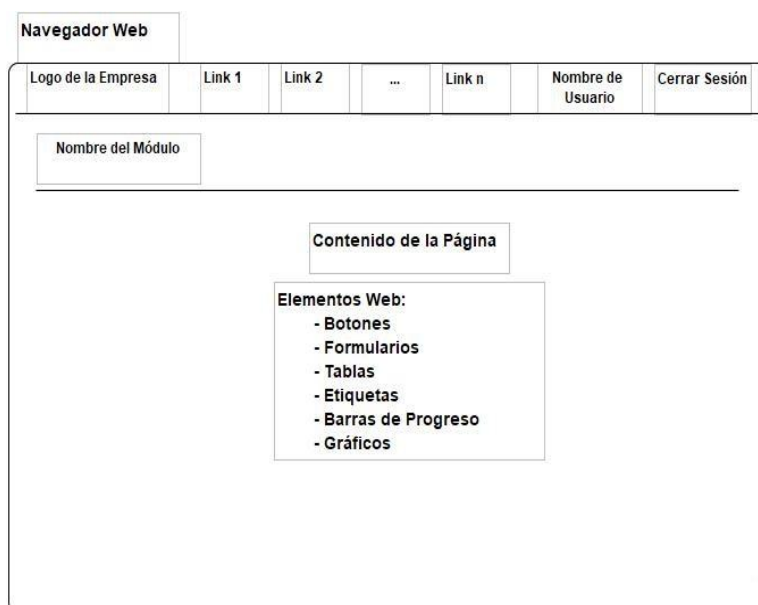 Navegador Web
Logo de la Empresa
Link 1
Link 2
...
Link n
Nombre de
Usuario
Cerrar Sesión
Nombre del Módulo
Contenido de la Página
Elementos Web:
- Botones
- Formularios
- Tablas
- Etiquetas
- Barras de Progreso
- Gráficos